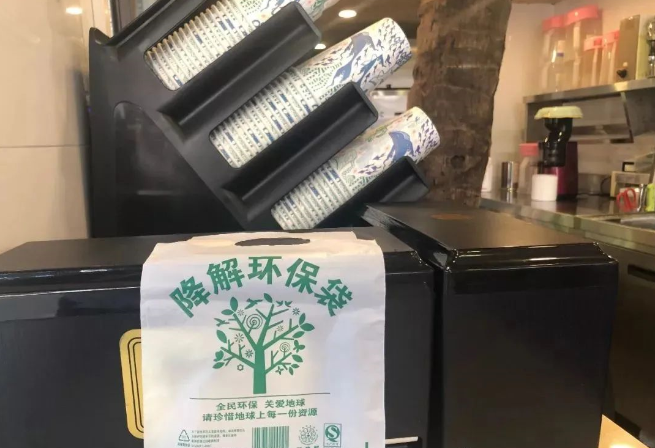 降解环保袋
全民环保 关爱地球
请珍惜地球上每一份资源